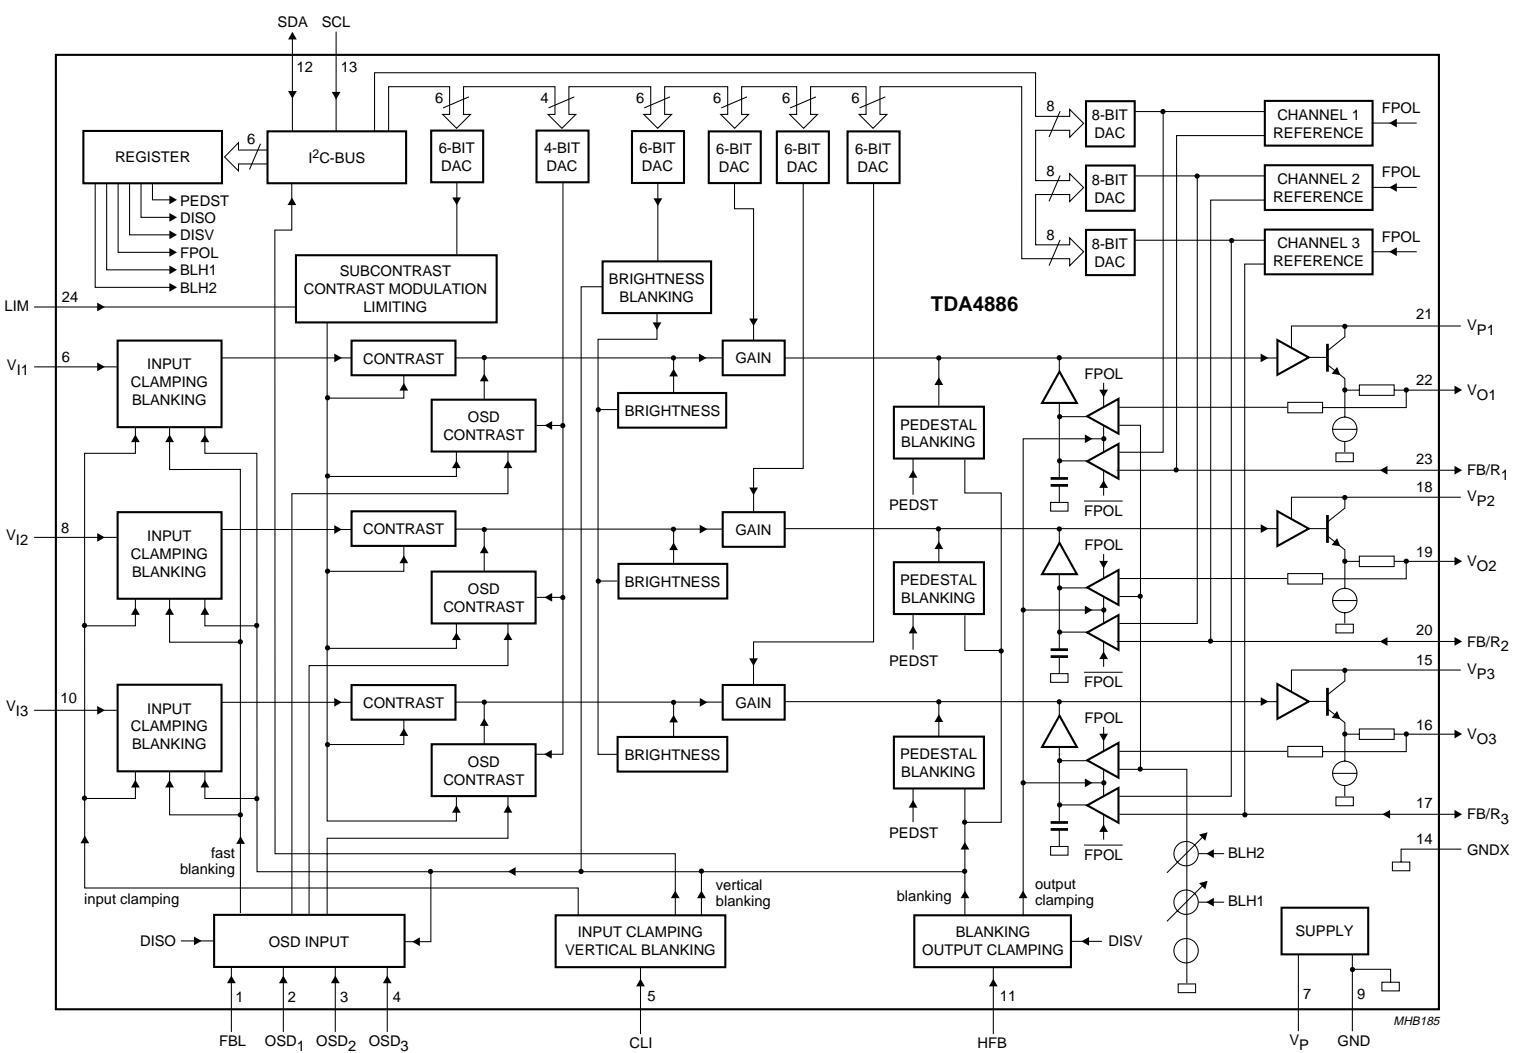 SDA SCL
12 13
REGISTER
6
I2C-BUS
6 4 6 6 6 6
6-BIT DAC
4-BIT DAC
6-BIT DAC
6-BIT DAC
6-BIT DAC
6-BIT DAC
8
8-BIT DAC
CHANNEL 1 REFERENCE
FPOL
8
8-BIT DAC
CHANNEL 2 REFERENCE
FPOL
8
8-BIT DAC
CHANNEL 3 REFERENCE
FPOL
PEDST
DISO
DISV
FPOL
BLH1
BLH2
LIM 24
SUBCONTRAST
CONTRAST MODULATION
LIMITING
BRIGHTNESS
BLANKING
TDA4886
VI1 6
INPUT
CLAMPING
BLANKING
CONTRAST
OSD
CONTRAST
BRIGHTNESS
GAIN
PEDESTAL
BLANKING
PEDST
FPOL
FPOL
21 VP1
22 VO1
23 FB/R1
VI2 8
INPUT
CLAMPING
BLANKING
CONTRAST
OSD
CONTRAST
BRIGHTNESS
GAIN
PEDESTAL
BLANKING
PEDST
FPOL
FPOL
18 VP2
19 VO2
20 FB/R2
VI3 10
INPUT
CLAMPING
BLANKING
CONTRAST
OSD
CONTRAST
BRIGHTNESS
GAIN
PEDESTAL
BLANKING
PEDST
FPOL
FPOL
15 VP3
16 VO3
17 FB/R3
14 GNDX
BLH2
BLH1
fast
blanking
input clamping
vertical
blanking
blanking
output
clamping
DISO
OSD INPUT
INPUT CLAMPING
VERTICAL BLANKING
BLANKING
OUTPUT CLAMPING
DISV
SUPPLY
1 2 3 4 5 11 7 9
MHB185
FBL OSD1 OSD2 OSD3 CLI HFB VP GND